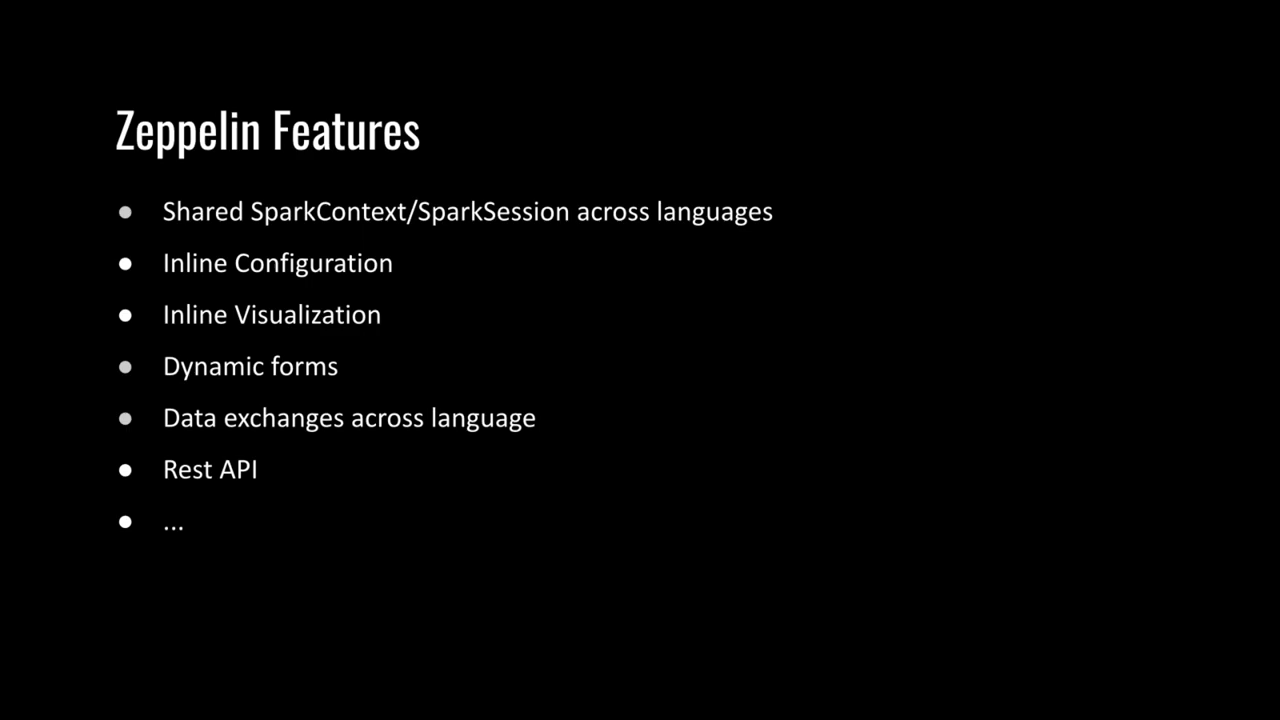 Zeppelin Features
● Shared SparkContext/SparkSession across languages
● Inline Configuration
● Inline Visualization
● Dynamic forms
● Data exchanges across language
● Rest API
● ...